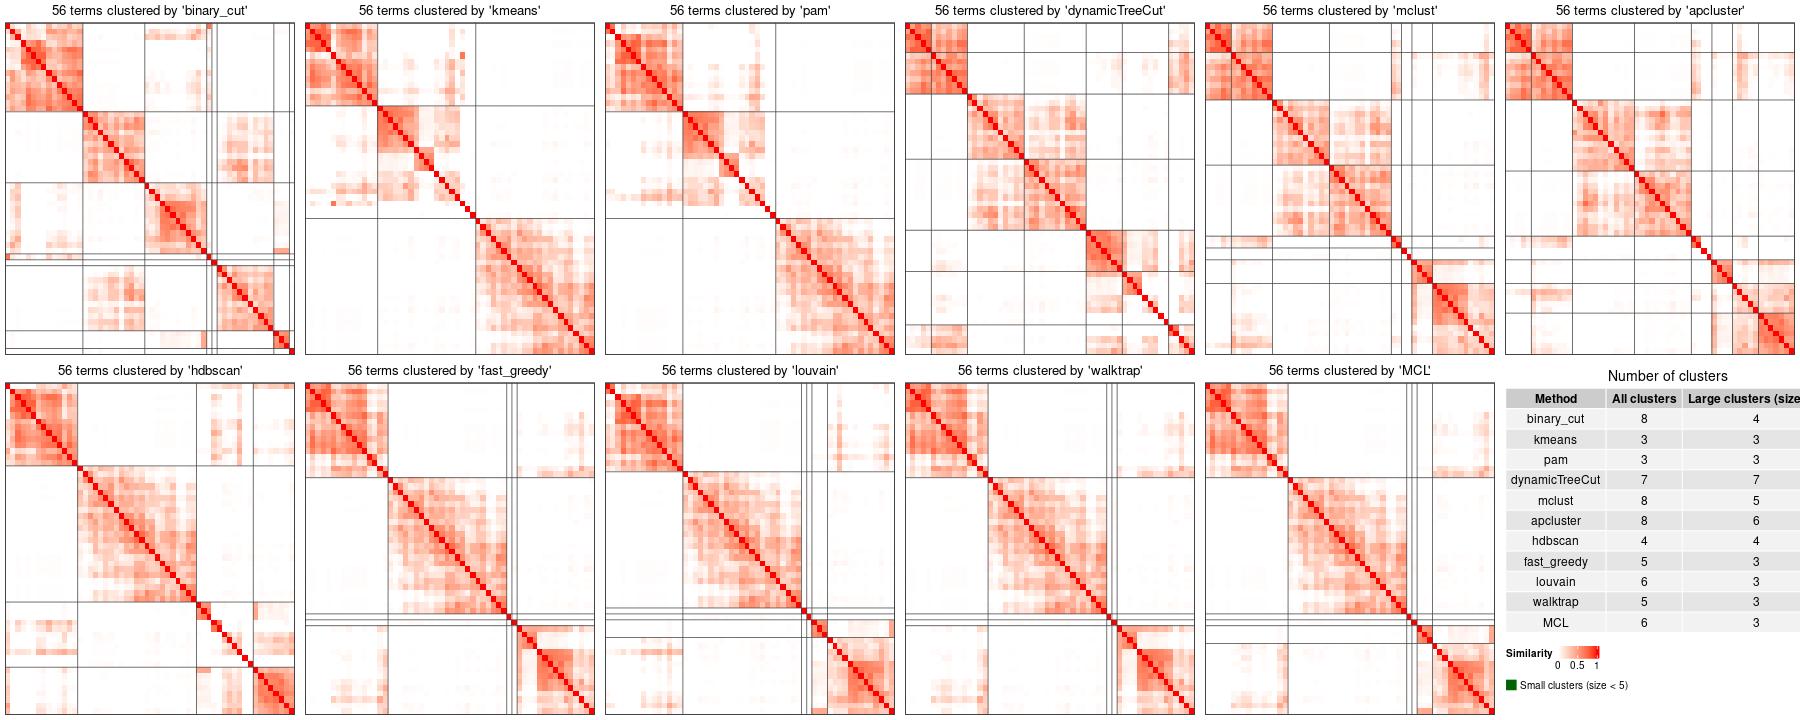 56 terms clustered by 'binary_cut'
56 terms clustered by 'kmeans'
56 terms clustered by 'pam'
56 terms clustered by 'dynamicTreeCut'
56 terms clustered by 'mclust'
56 terms clustered by 'apcluster'
56 terms clustered by 'hdbscan'
56 terms clustered by 'fast_greedy'
56 terms clustered by 'louvain'
56 terms clustered by 'walktrap'
56 terms clustered by 'MCL'
Number of clusters
Method All clusters Large clusters (size
binary_cut 8 4
kmeans 3 3
pam 3 3
dynamicTreeCut 7 7
mclust 8 5
apcluster 8 6
hdbscan 4 4
fast_greedy 5 3
louvain 6 3
walktrap 5 3
MCL 6 3
Similarity
0 0.5 1
Small clusters (size < 5)